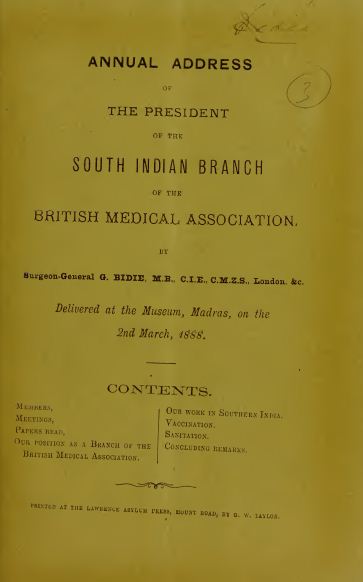 ANNUAL ADDRESS
OF
THE PRESIDENT
OF THE
SOUTH INDIAN BRANCH
OF THE
BRITISH MEDICAL ASSOCIATION,
BY
Surgeon-General G. BIDIE, M.B., C.I.E., C.M.Z.S., London, &c.
Delivered at the Museum, Madras, on the
2nd March, 1888.
3
CONTENTS.
MEMBERS,
MEETINGS,
PAPERS READ,
OUR POSITION AS A BRANCH OF THE
BRITISH MEDICAL ASSOCIATION.
OUR WORK IN SOUTHERN INDIA.
VACCINATION.
SANITATION.
CONCLUDING REMARKS.
PRINTED AT THE LAWRENCE ASYLUM PRESS, MOUNT ROAD, BY G. W. TAYLOR.